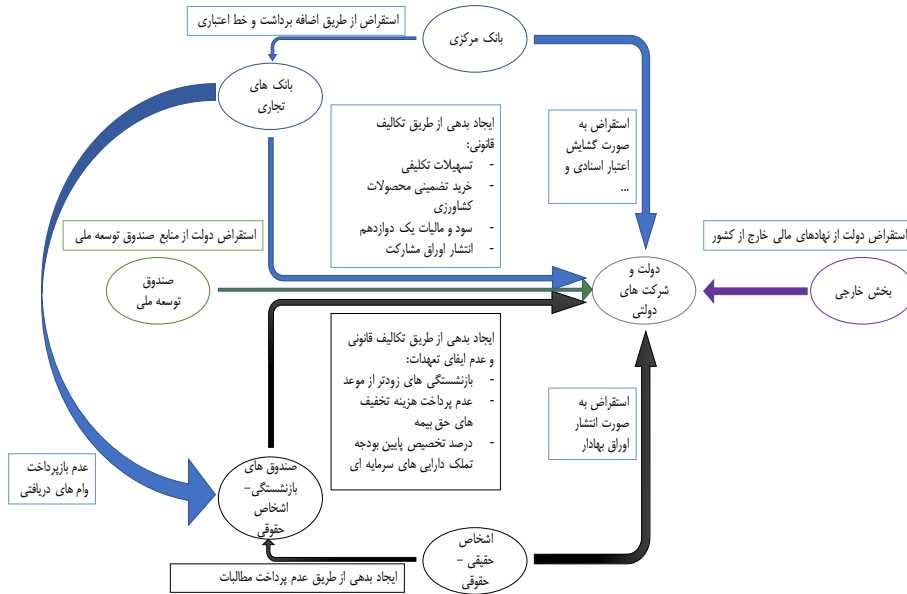 استقراض از طریق اضافه برداشت و خط اعتباری
بانک مرکزی
بانک های
تجاری
ایجاد بدهی از طریق تکالیف
قانونی:
- تسهیلات تکلیفی
- خرید تضمینی محصولات
کشاورزی
- سود و مالیات یک دوازدهم
- انتشار اوراق مشارکت
استقراض به
صورت گشایش
اعتبار اسنادی و
...
استقراض دولت از منابع صندوق توسعه ملی
استقراض دولت از نهادهای مالی خارج از کشور
صندوق
توسعه ملی
دولت و
شرکت های
دولتی
بخش خارجی
ایجاد بدهی از طریق تکالیف قانونی
و عدم ایفای تعهدات:
- بازنشستگی های زودتر از موعد
- عدم پرداخت هزینه تخفیف
های حق بیمه
- درصد تخصیص پایین بودجه
تملک دارایی های سرمایه ای
استقراض به
صورت انتشار
اوراق بهادار
عدم بازپرداخت
وام های دریافتی
صندوق های
بازنشستگی–
اشخاص
حقوقی
اشخاص
حقیقی –
حقوقی
ایجاد بدهی از طریق عدم پرداخت مطالبات